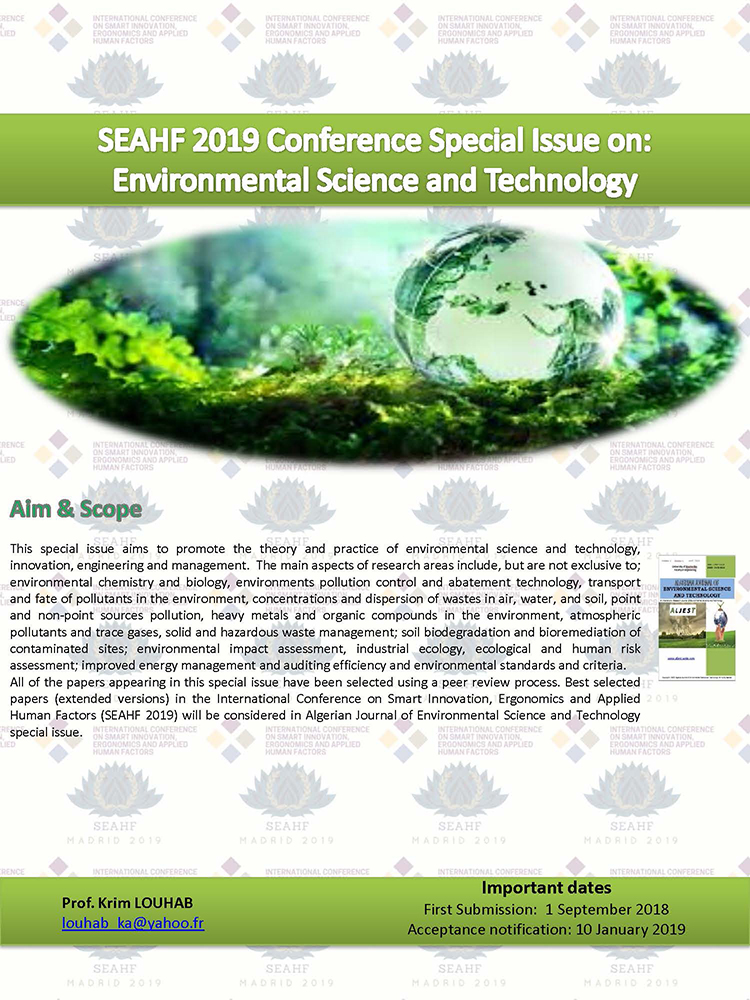 SEAHF 2019 Conference Special Issue on:
Environmental Science and Technology
Aim & Scope
This special issue aims to promote the theory and practice of environmental science and technology,
innovation, engineering and management. The main aspects of research areas include, but are not exclusive to;
environmental chemistry and biology, environments pollution control and abatement technology, transport
and fate of pollutants in the environment, concentrations and dispersion of wastes in air, water, and soil, point
and non-point sources pollution, heavy metals and organic compounds in the environment, atmospheric
pollutants and trace gases, solid and hazardous waste management; soil biodegradation and bioremediation of
contaminated sites; environmental impact assessment, industrial ecology, ecological and human risk
assessment; improved energy management and auditing efficiency and environmental standards and criteria.
All of the papers appearing in this special issue have been selected using a peer review process. Best selected
papers (extended versions) in the International Conference on Smart Innovation, Ergonomics and Applied
Human Factors (SEAHF 2019) will be considered in Algerian Journal of Environmental Science and Technology
special issue.
ALGERIAN JOURNAL OF
ENVIRONMENTAL SCIENCE
AND TECHNOLOGY
ALJEST
INTERNATIONAL CONFERENCE
ON SMART INNOVATION,
ERGONOMICS AND APPLIED
HUMAN FACTORS
SEAHF
MADRID 2019
Prof. Krim LOUHAB
louhab_ka@yahoo.fr
Important dates
First Submission: 1 September 2018
Acceptance notification: 10 January 2019